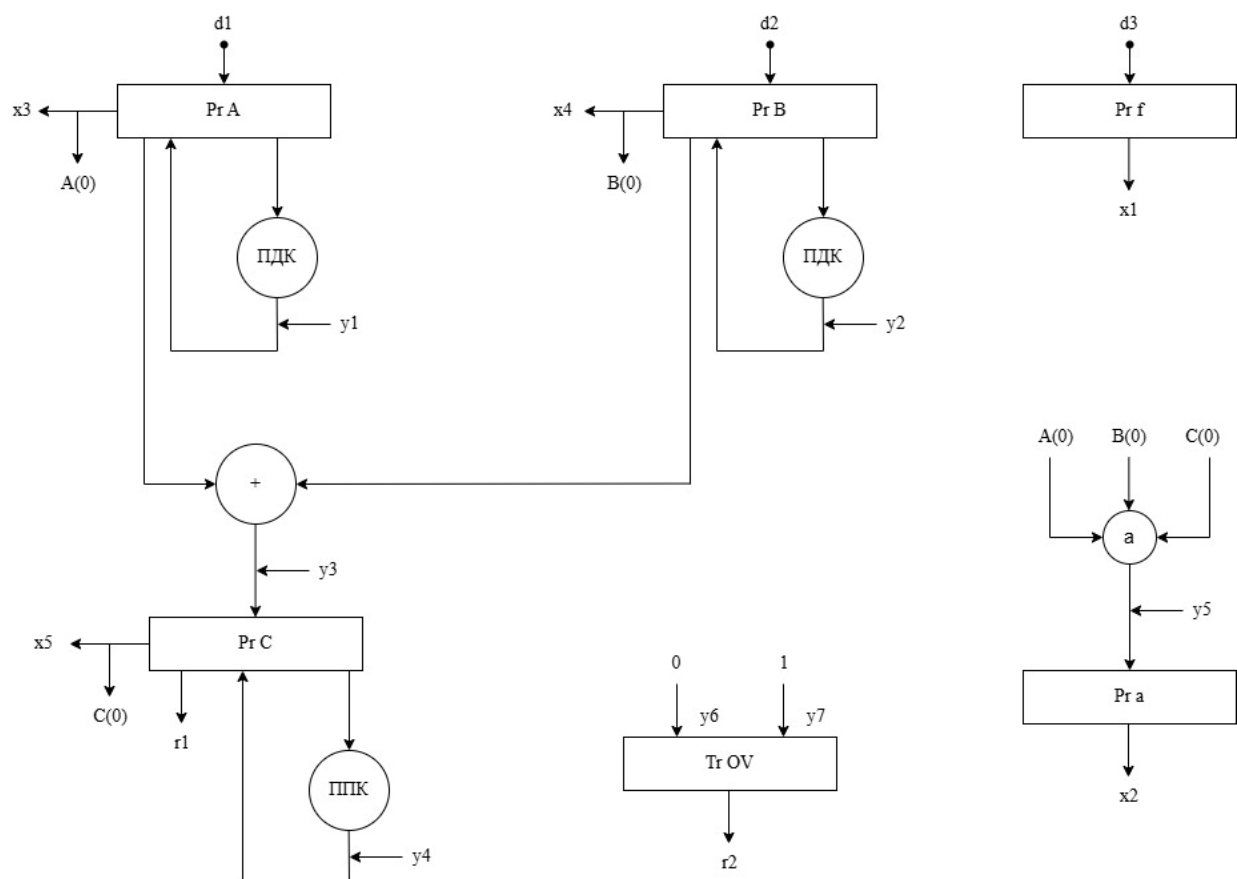 d1 d2 d3
x3 Pr A x4 Pr B Pr f
A(0) B(0) x1
ПДК ПДК
y1 y2
A(0) B(0) C(0)
+ a
y3 y5
x5 Pr C 0 1 Pr a
C(0) r1 y6 y7
ППК Tr OV x2
y4 r2